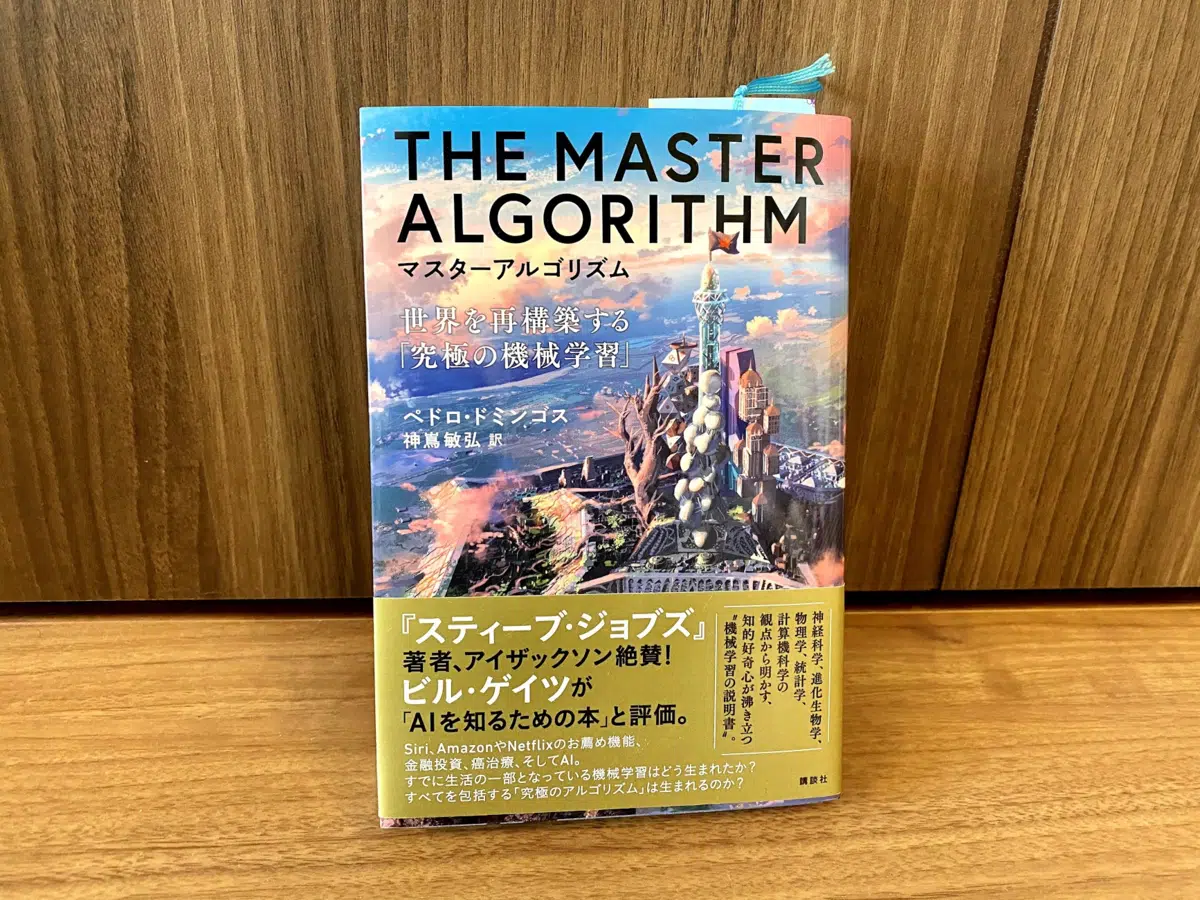 THE MASTER
ALGORITHM
マスターアルゴリズム
世界を再構築する
「究極の機械学習」
ペドロ・ドミンゴス
神嶌敏弘 訳
『スティーブ・ジョブズ』
著者、アイザックソン絶賛！
ビル・ゲイツが
「AIを知るための本」と評価。
Siri、AmazonやNetflixのお薦め機能、
金融投資、癌治療、そしてAI。
すでに生活の一部となっている機械学習はどう生まれたか？
すべてを包括する「究極のアルゴリズム」は生まれるのか？
神経科学、進化生物学、
物理学、統計学、
計算機科学の
観点から明かす、
知的好奇心が沸き立つ
“機械学習の説明書”。
講談社